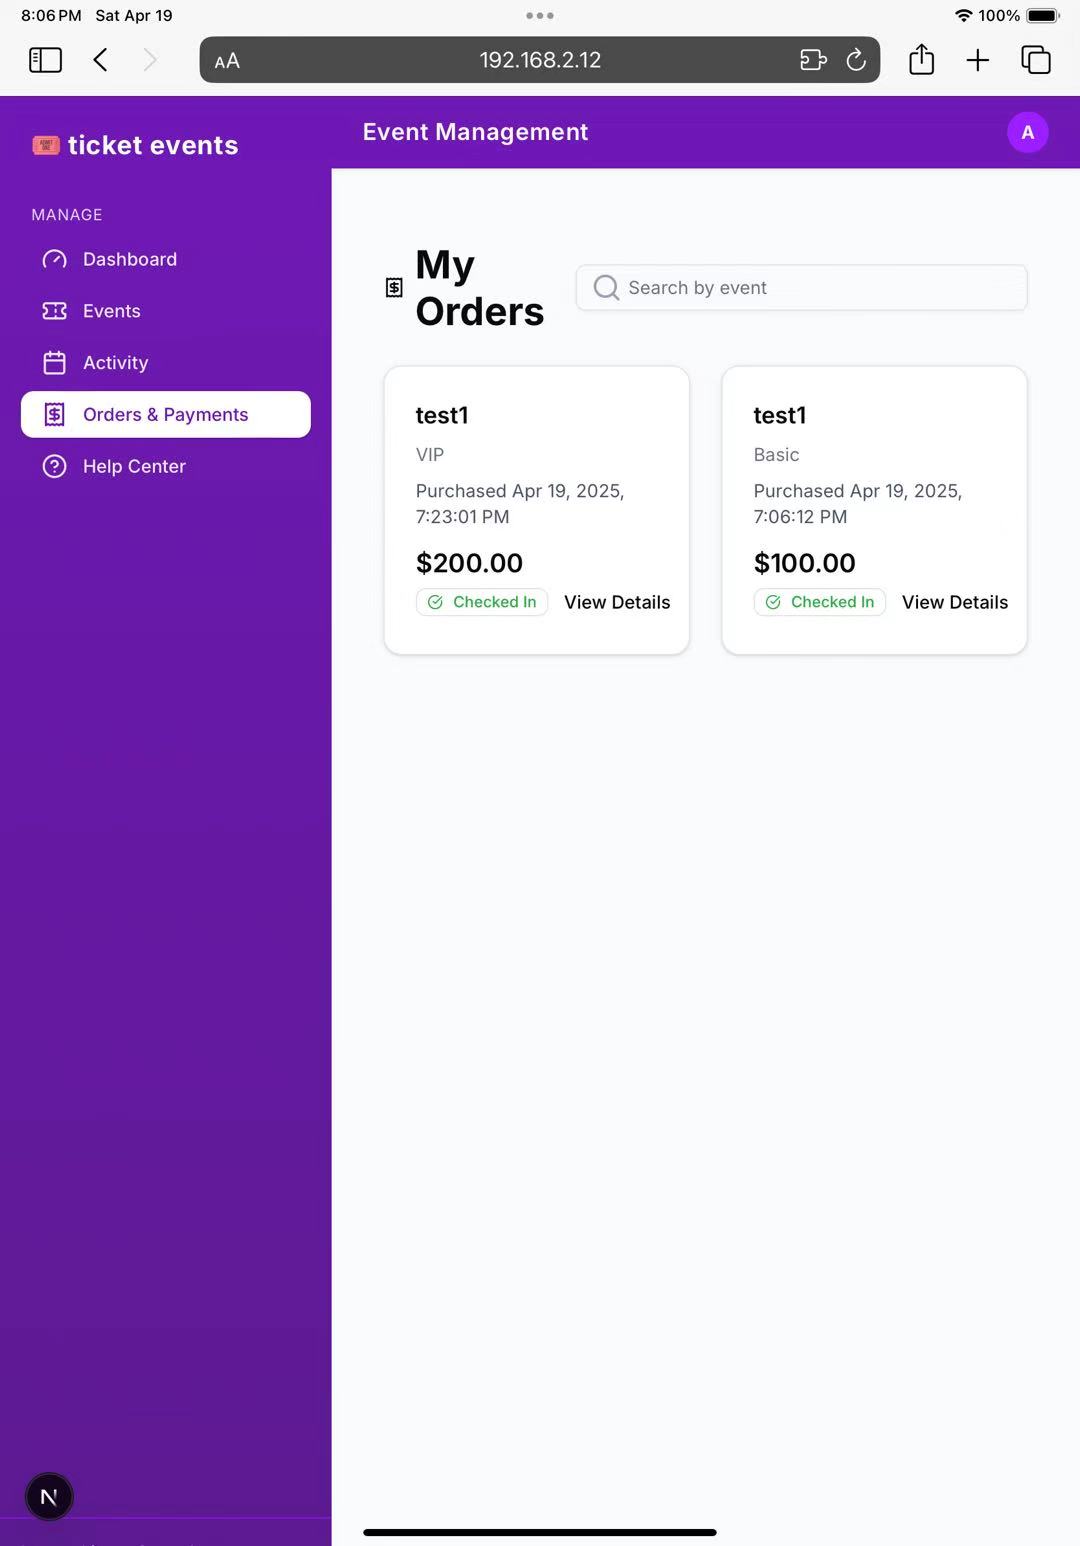 8:06 PM Sat Apr 19
100%
AA
192.168.2.12
ticket events
Event Management
A
MANAGE
Dashboard
Events
Activity
Orders & Payments
Help Center
My
Orders
Search by event
test1
VIP
Purchased Apr 19, 2025,
7:23:01 PM
$200.00
Checked In
View Details
test1
Basic
Purchased Apr 19, 2025,
7:06:12 PM
$100.00
Checked In
View Details
N